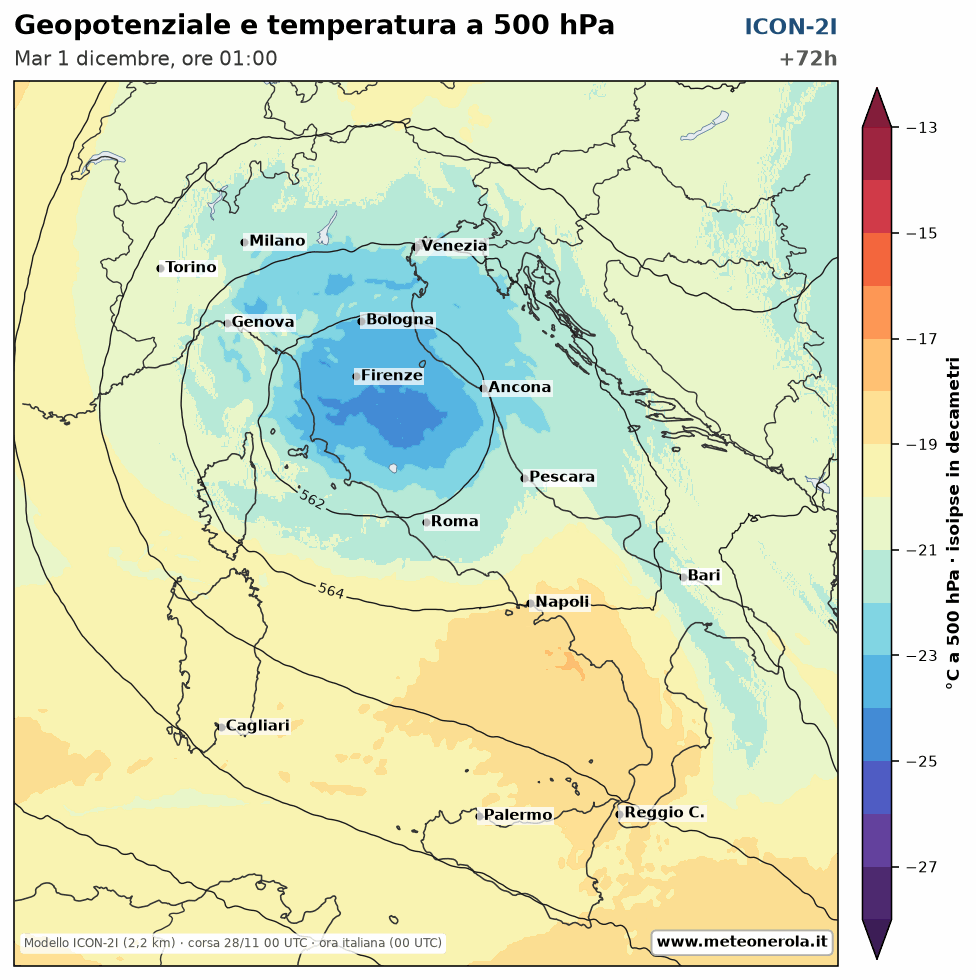 Geopotenziale e temperatura a 500 hPa
ICON-2I
Mar 1 dicembre, ore 01:00
+72h
−13
−15
−17
−19
−21
−23
−25
−27
°C a 500 hPa · isoipse in decametri
Milano
Venezia
Torino
Genova
Bologna
Firenze
Ancona
Pescara
562
Roma
Bari
564
Napoli
Cagliari
Palermo
Reggio C.
Modello ICON-2I (2,2 km) · corsa 28/11 00 UTC · ora italiana (00 UTC)
www.meteonerola.it